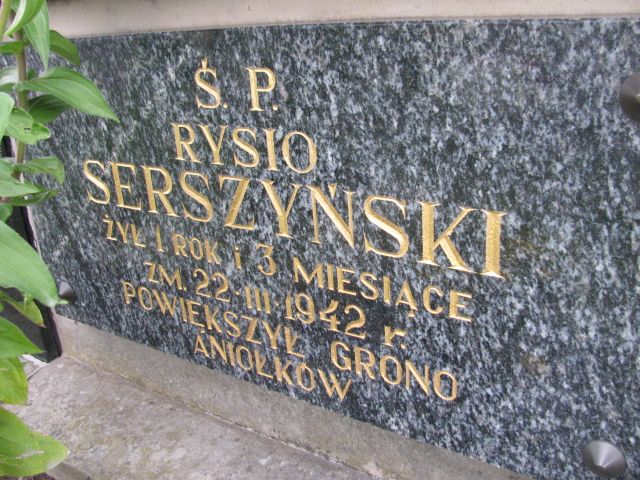 Ś. P.
RYSIO
SERSZYŃSKI
ŻYŁ 1 ROK i 3 MIESIĄCE
ZM. 22·III·1942 r.
POWIĘKSZYŁ GRONO
ANIOŁKÓW